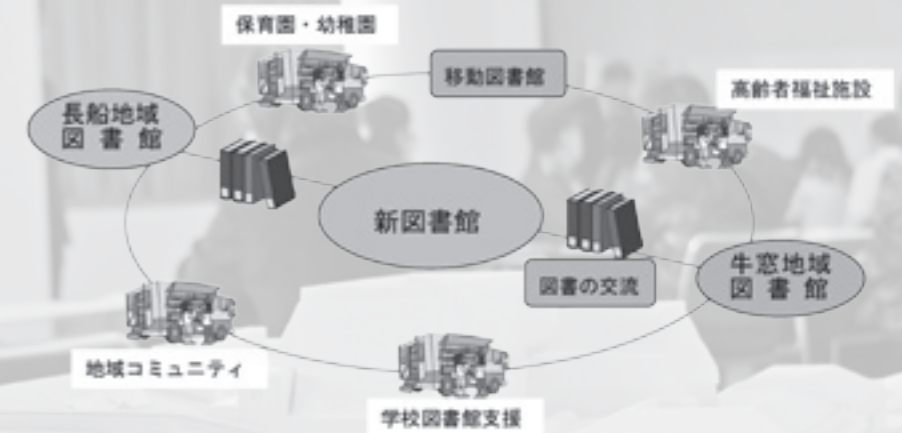 保育園・幼稚園
移動図書館
高齢者福祉施設
長船地域
図書館
新図書館
図書の交流
牛窓地域
図書館
地域コミュニティ
学校図書館支援